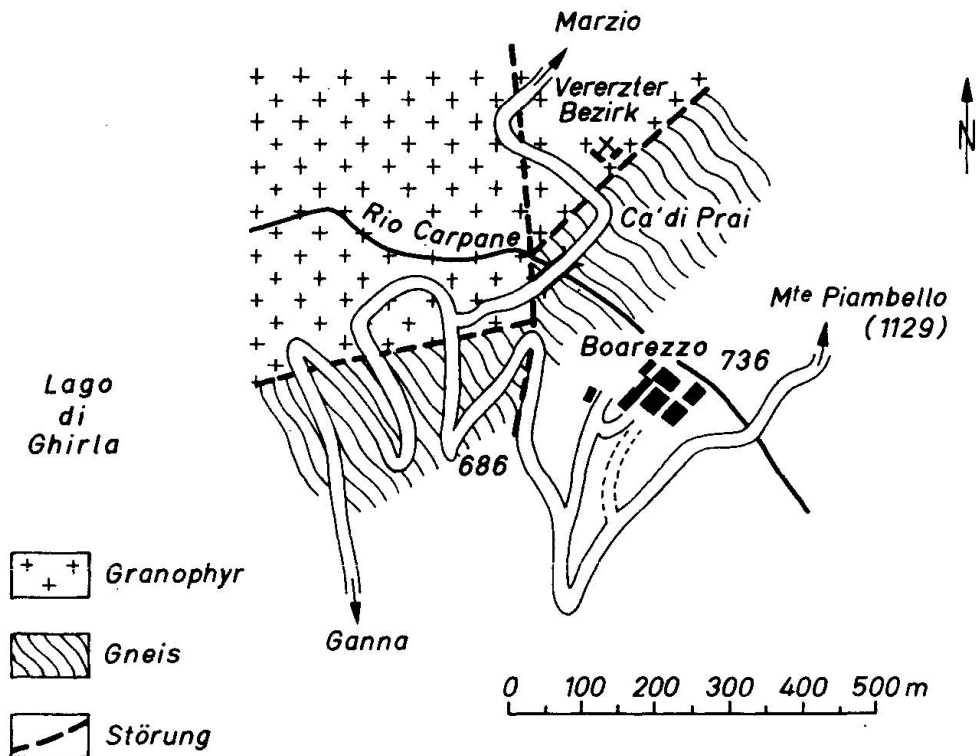 Marzio
Vererzter
Bezirk
N
Rio Carpane
Ca' di Prai
Mte Piambello
(1129)
Boarezzo 736
Lago
di
Ghirla
686
Granophyr
Gneis
Ganna
Störung
0 100 200 300 400 500 m